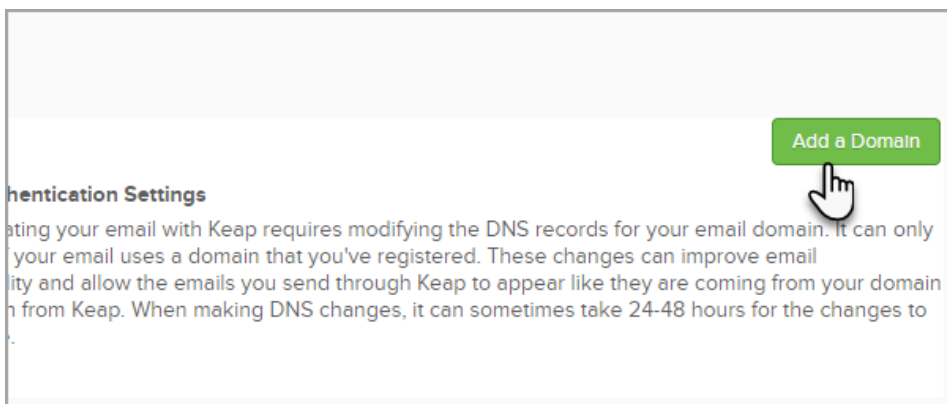 Add a Domain
hentication Settings
ating your email with Keap requires modifying the DNS records for your email domain. It can only
your email uses a domain that you've registered. These changes can improve email
lity and allow the emails you send through Keap to appear like they are coming from your domain
n from Keap. When making DNS changes, it can sometimes take 24-48 hours for the changes to
.